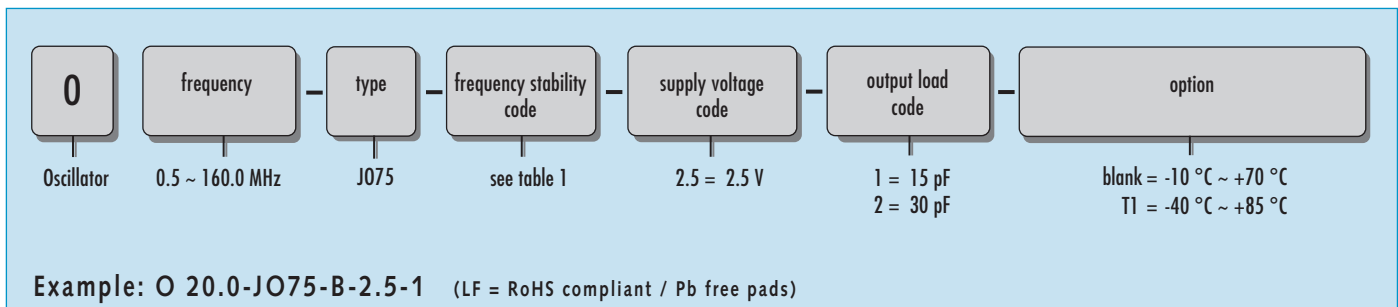 O
frequency
type
frequency stability
code
supply voltage
code
output load
code
option
Oscillator
0.5 ~ 160.0 MHz
JO75
see table 1
2.5 = 2.5 V
1 = 15 pF
2 = 30 pF
blank = -10 °C ~ +70 °C
T1 = -40 °C ~ +85 °C
Example: O 20.0-JO75-B-2.5-1 (LF = RoHS compliant / Pb free pads)